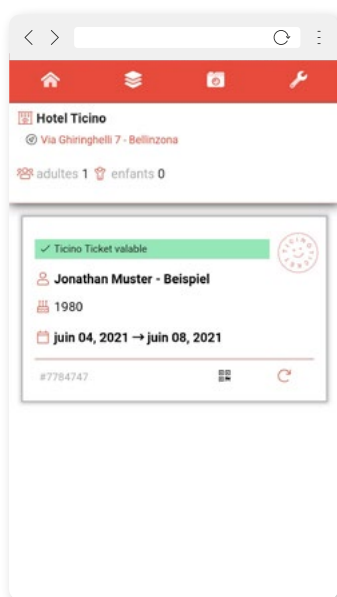 Hotel Ticino
Via Ghiringhelli 7 - Bellinzona
adultes 1 enfants 0
Ticino Ticket valable
Jonathan Muster - Beispiel
1980
juin 04, 2021 → juin 08, 2021
#7784747